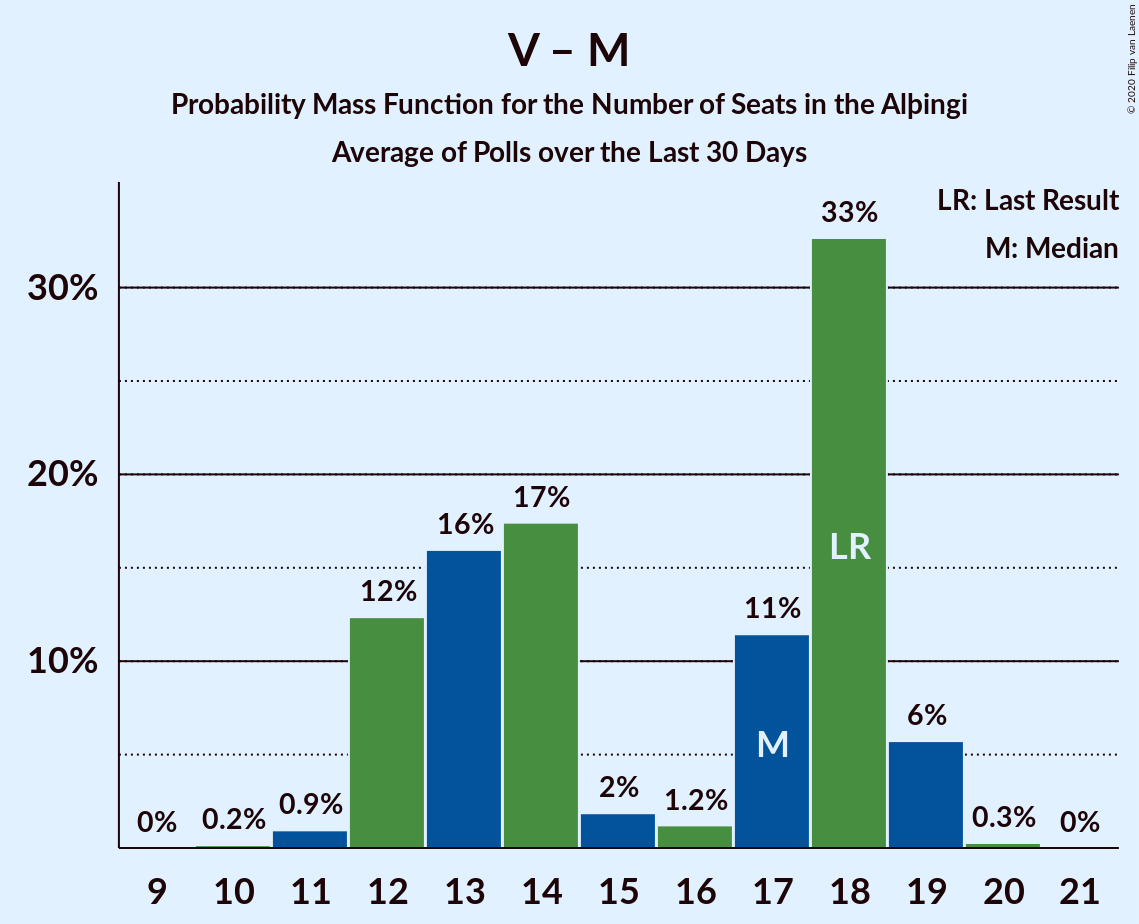 V – M
Probability Mass Function for the Number of Seats in the Alþingi
Average of Polls over the Last 30 Days
© 2020 Filip van Laenen
LR: Last Result
M: Median
30%
20%
10%
0%
0.2%
0.9%
12%
16%
17%
2%
1.2%
11%
33%
6%
0.3%
0%
LR
M
9 10 11 12 13 14 15 16 17 18 19 20 21